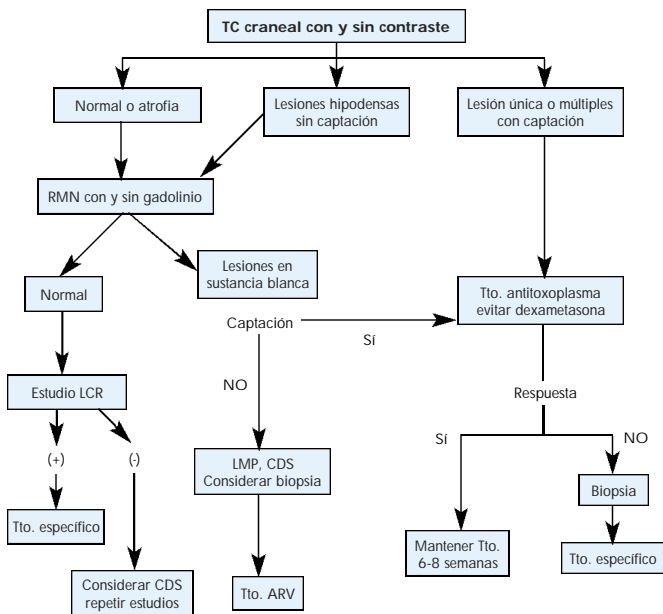 TC craneal con y sin contraste
Normal o atrofia
Lesiones hipodensas
sin captación
Lesión única o múltiples
con captación
RMN con y sin gadolinio
Lesiones en
sustancia blanca
Normal
Tto. antitoxoplasma
evitar dexametasona
Captación
Sí
Estudio LCR
NO
Respuesta
(+)
(-)
LMP, CDS
Considerar biopsia
Sí
NO
Biopsia
Tto. específico
Mantener Tto.
6-8 semanas
Tto. específico
Considerar CDS
repetir estudios
Tto. ARV